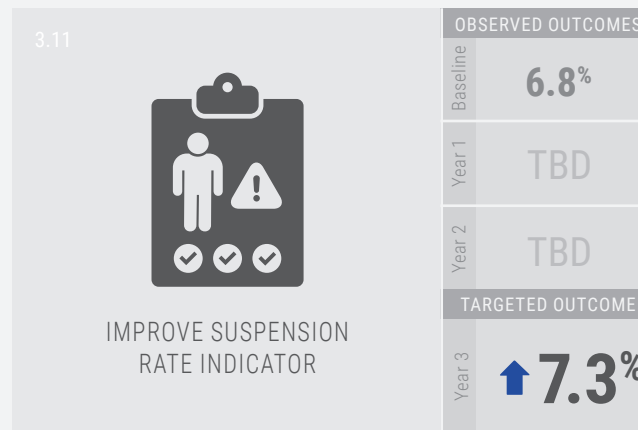 3.11
IMPROVE SUSPENSION
RATE INDICATOR
OBSERVED OUTCOMES
Baseline
6.8%
Year 1
TBD
Year 2
TBD
TARGETED OUTCOME
Year 3
7.3%